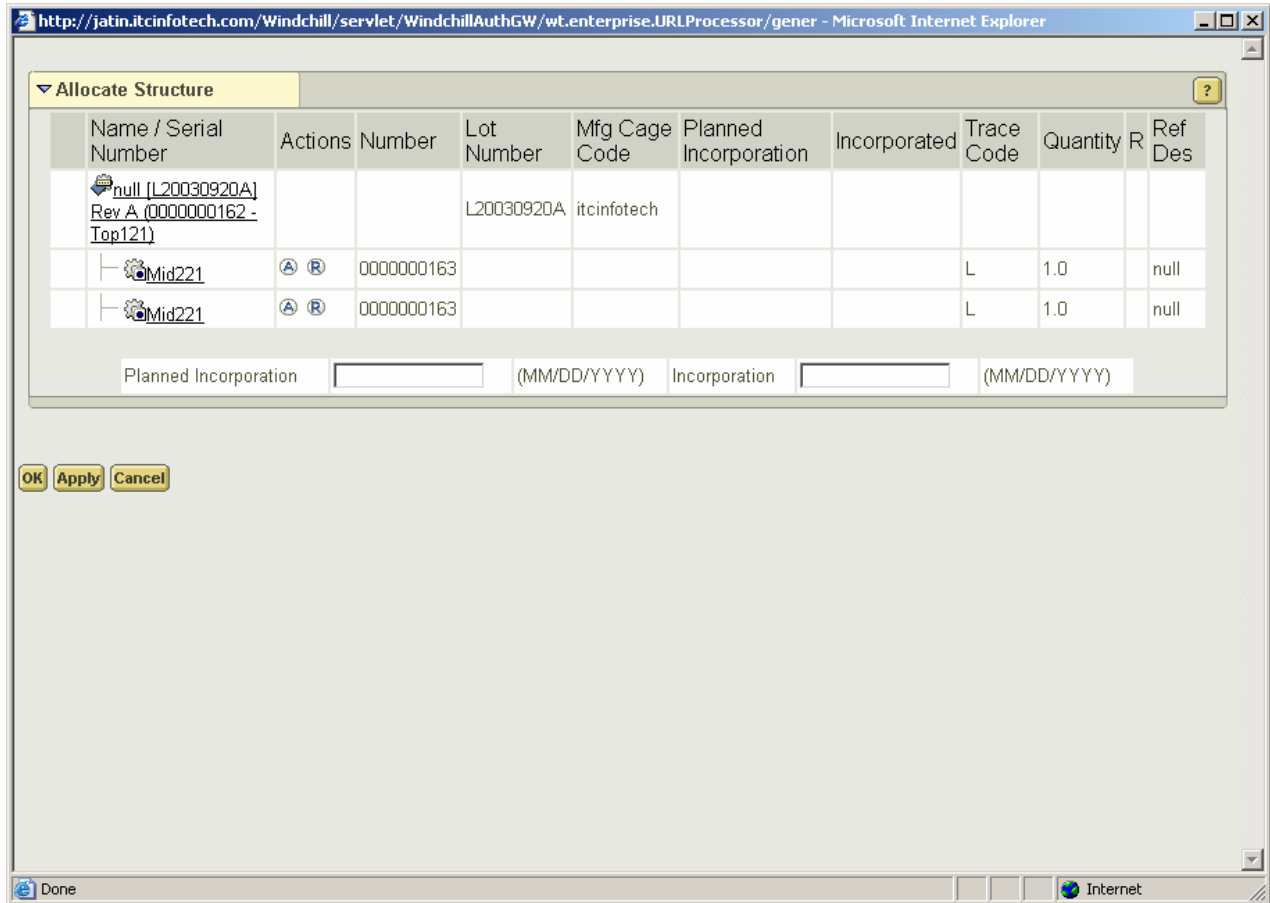 http://jatin.itcinfotech.com/Windchill/servlet/WindchillAuthGW/wt.enterprise.URLProcessor/gener - Microsoft Internet Explorer
Allocate Structure
?
Name / Serial Number Actions Number Lot Number Mfg Cage Code Planned Incorporation Incorporated Trace Code Quantity R Ref Des
null [L20030920A] Rev A (0000000162 - Top121) L20030920A itcinfotech
Mid221 A R 0000000163 L 1.0 null
Mid221 A R 0000000163 L 1.0 null
Planned Incorporation (MM/DD/YYYY) Incorporation (MM/DD/YYYY)
OK Apply Cancel
Done Internet